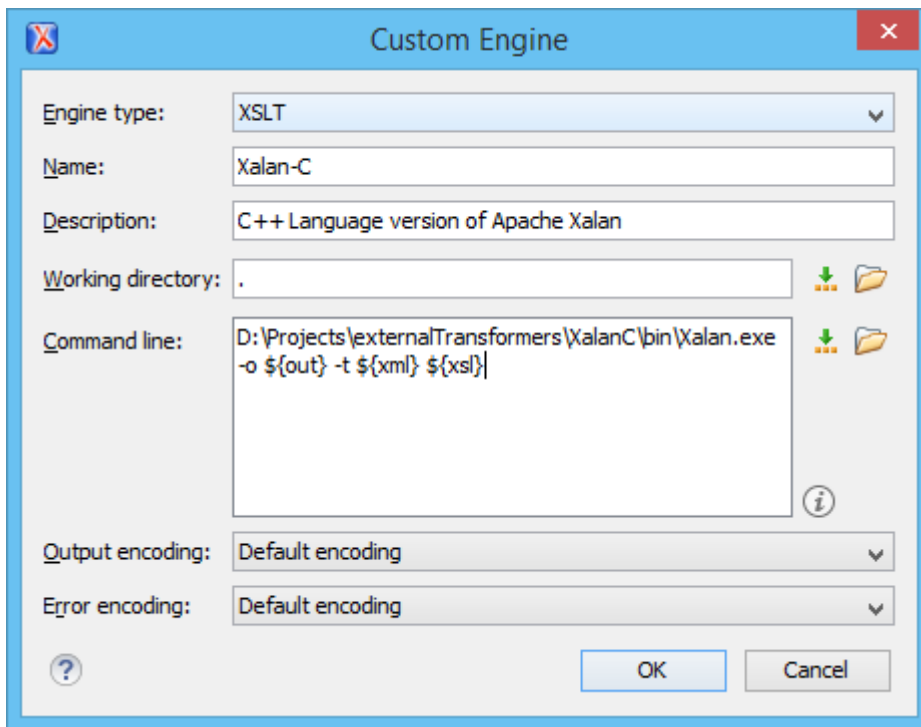 Custom Engine
Engine type: XSLT
Name: Xalan-C
Description: C++ Language version of Apache Xalan
Working directory: .
Command line: D:\Projects\externalTransformers\XalanC\bin\Xalan.exe
-o ${out} -t ${xml} ${xsl}
Output encoding: Default encoding
Error encoding: Default encoding
OK Cancel